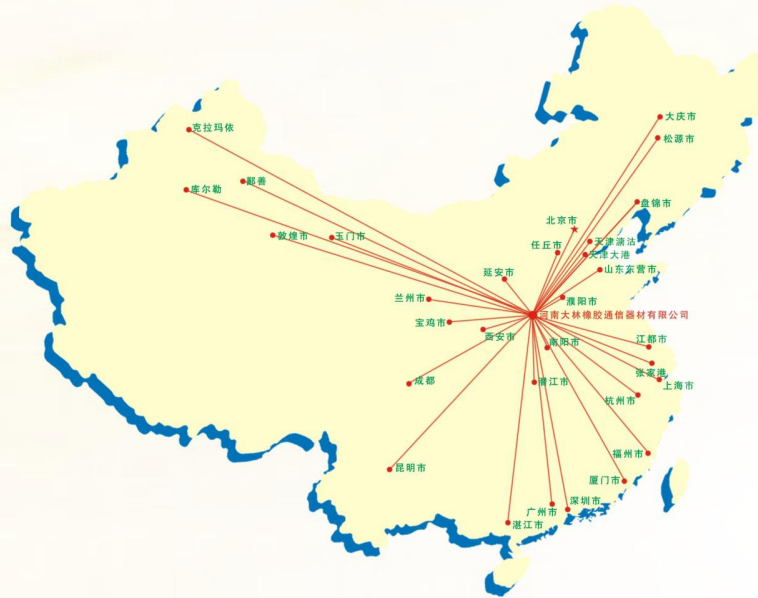 大庆市
克拉玛依
松源市
鄯善
库尔勒
盘锦市
北京市
敦煌市
玉门市
天津塘沽
任丘市
天津大港
山东东营市
延安市
兰州市
濮阳市
河南大林橡胶通信器材有限公司
宝鸡市
西安市
江都市
南阳市
张家港
成都
潜江市
上海市
杭州市
福州市
昆明市
厦门市
深圳市
广州市
湛江市